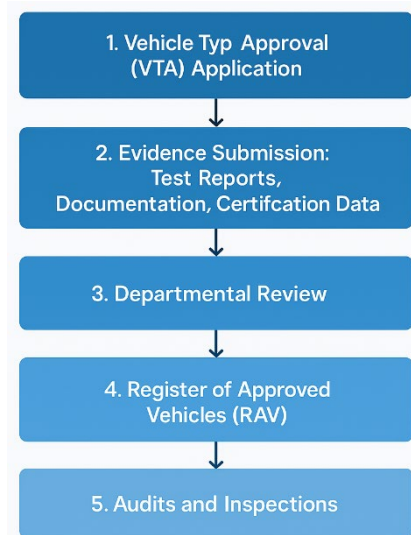 1. Vehicle Typ Approval
(VTA) Application
2. Evidence Submission:
Test Reports,
Documentation, Certifcation Data
3. Departmental Review
4. Register of Approved
Vehicles (RAV)
5. Audits and Inspections